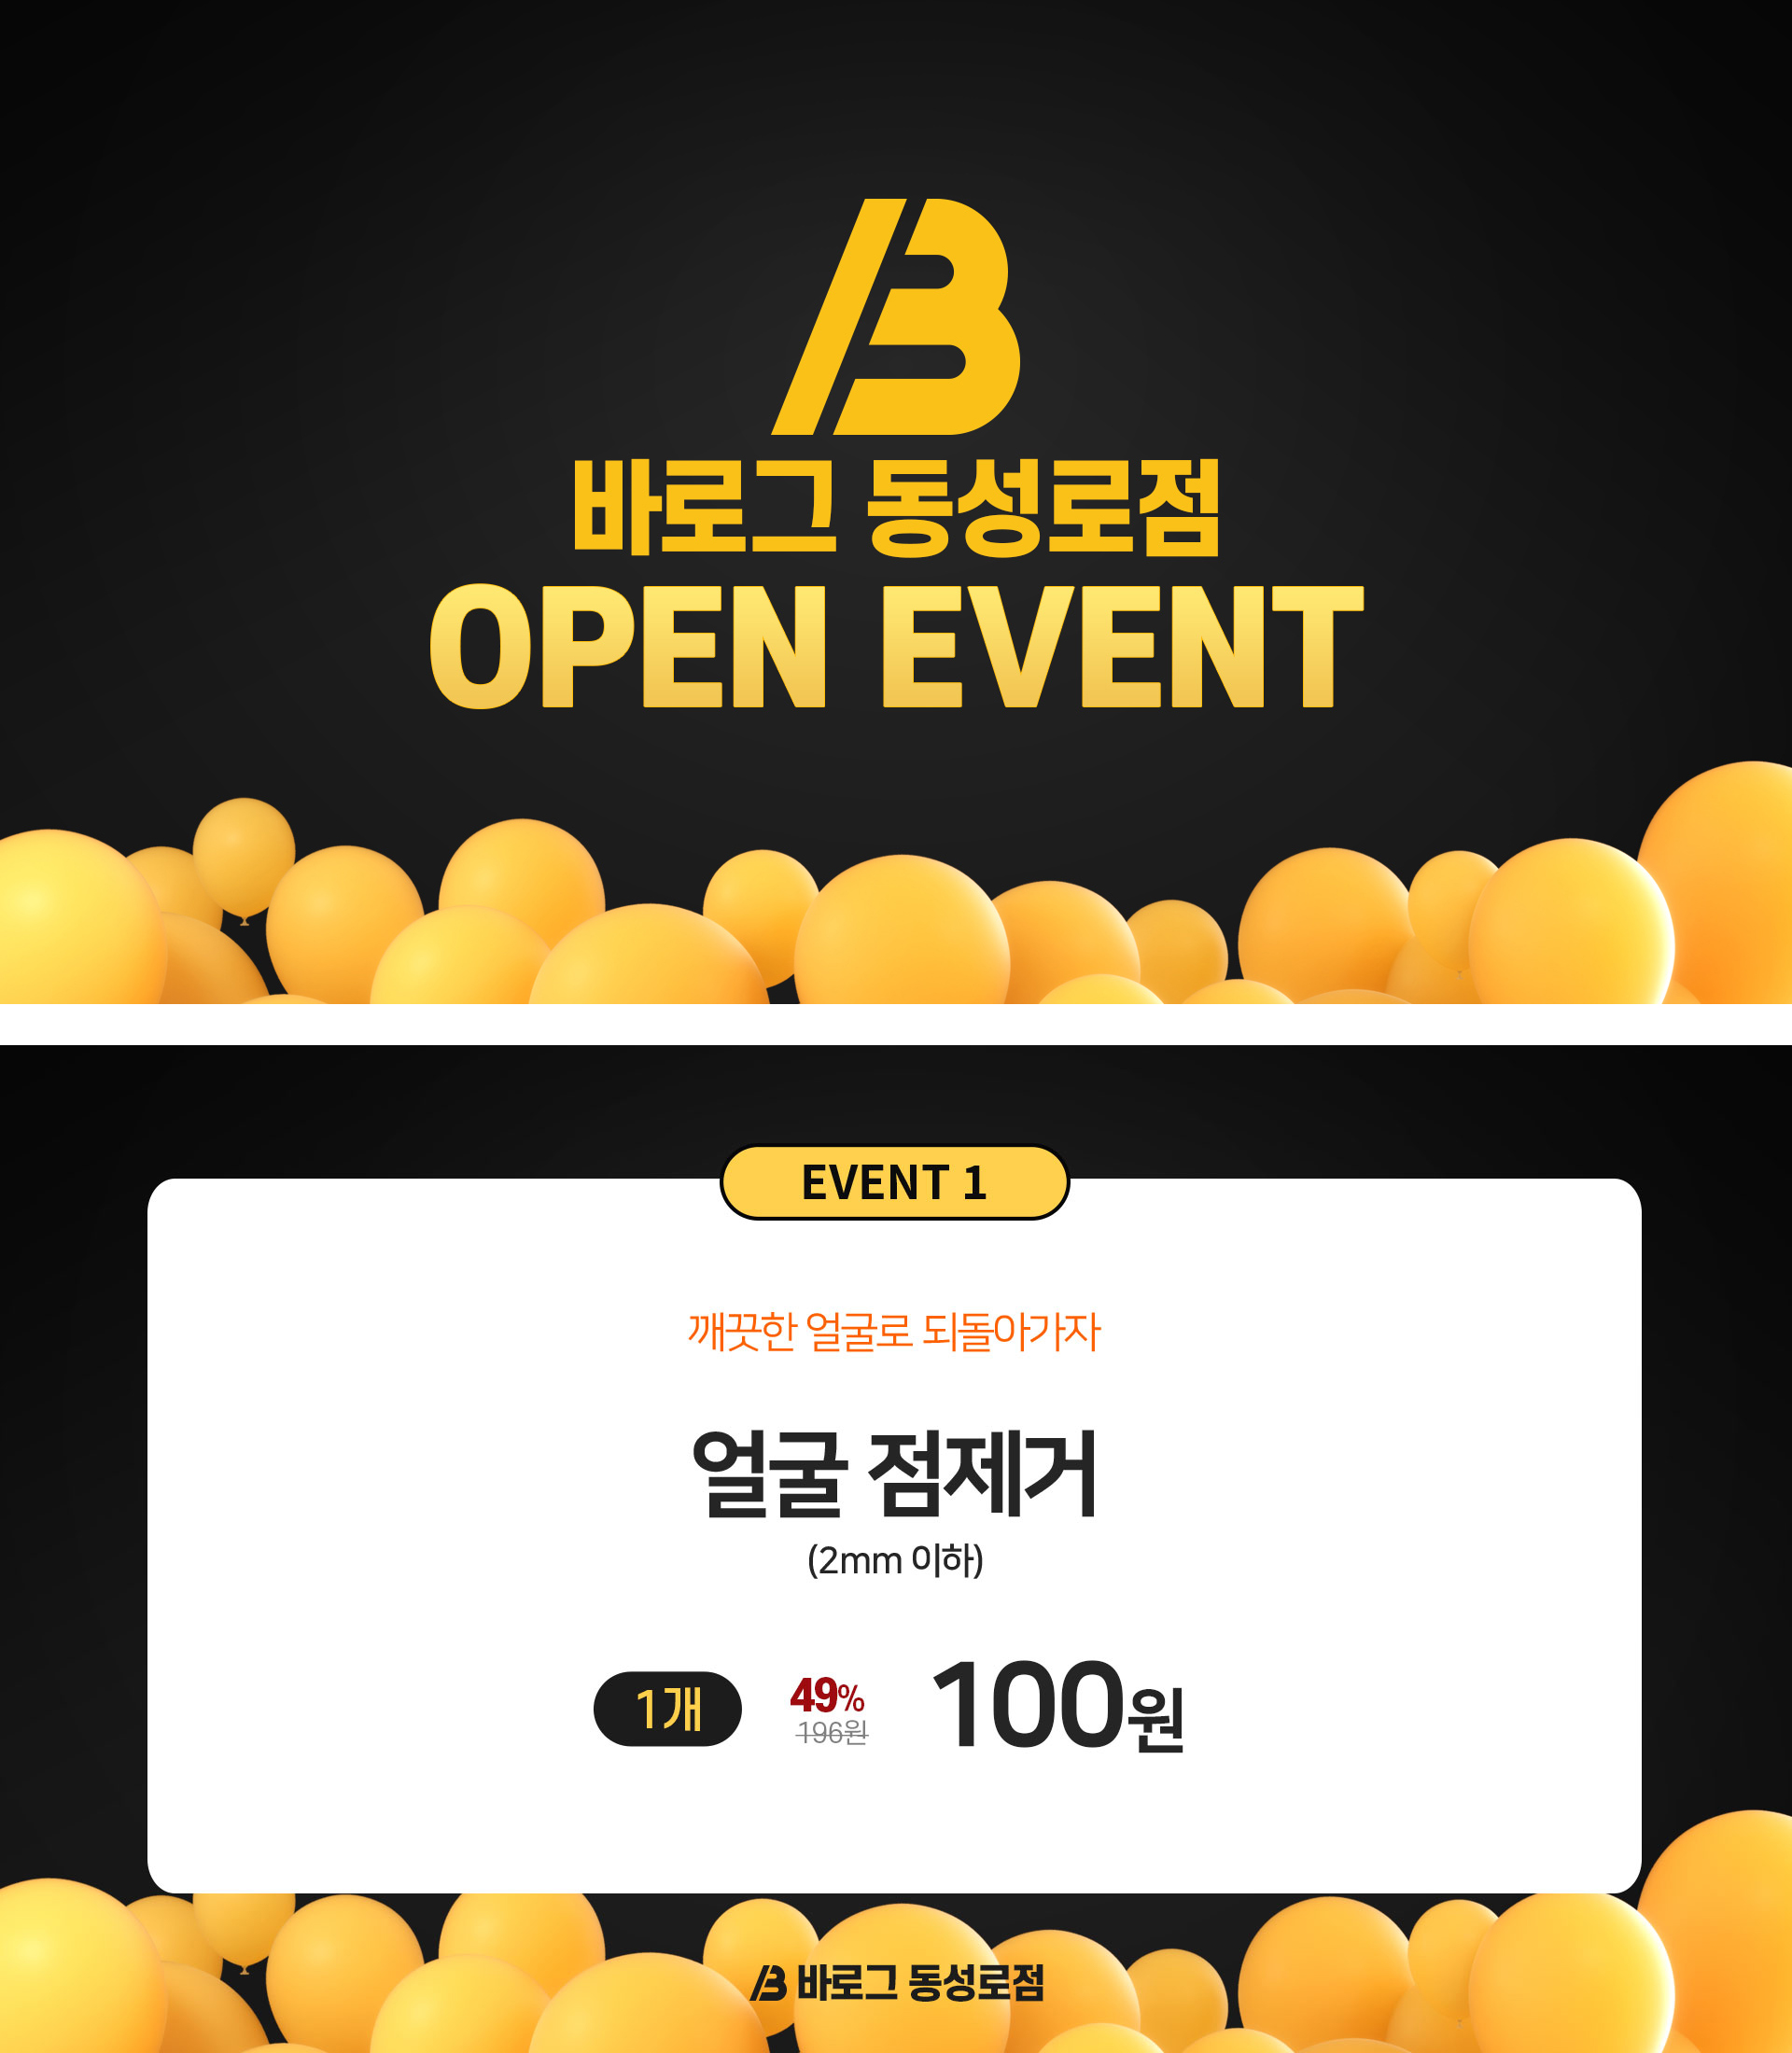 B
바로그 동성로점
OPEN EVENT
EVENT 1
깨끗한 얼굴로 되돌아가자
얼굴 점제거
(2mm 이하)
1개
49%
196원
100원
B 바로그 동성로점